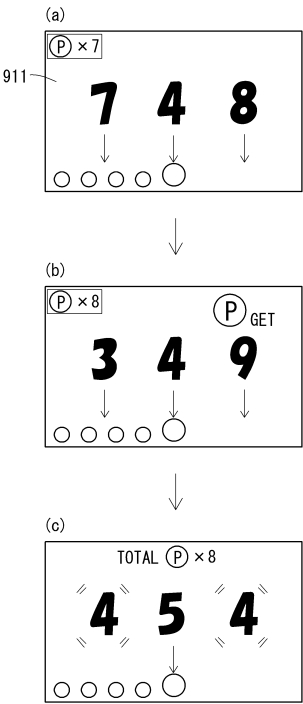 (a)
Ⓟ ×7
911
7 4 8
(b)
Ⓟ ×8
Ⓟ GET
3 4 9
(c)
TOTAL Ⓟ ×8
4 5 4